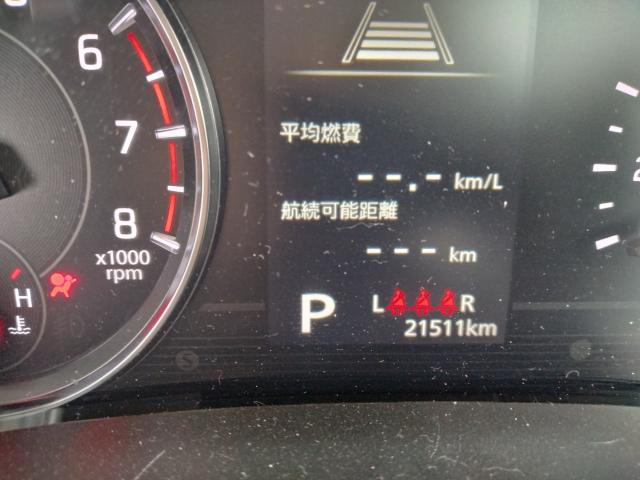 6
7
8
x1000
rpm
H
平均燃費
--.- km/L
航続可能距離
--- km
P
L R
21511km